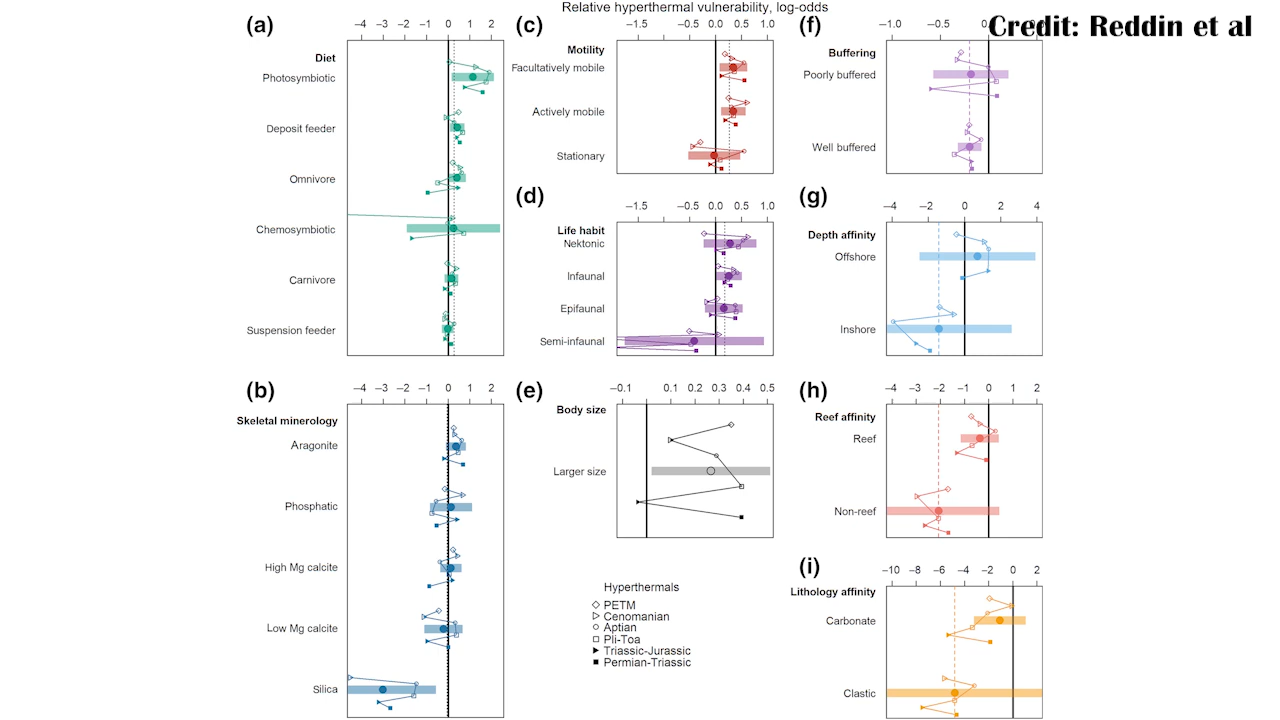 Relative hyperthermal vulnerability, log-odds
Credit: Reddin et al
(a)
−4 −3 −2 −1 0 1 2
Diet
Photosymbiotic
Deposit feeder
Omnivore
Chemosymbiotic
Carnivore
Suspension feeder
(b)
−4 −3 −2 −1 0 1 2
Skeletal minerology
Aragonite
Phosphatic
High Mg calcite
Low Mg calcite
Silica
(c)
−1.5 −0.5 0.0 0.5 1.0
Motility
Facultatively mobile
Actively mobile
Stationary
(d)
−1.5 −0.5 0.0 0.5 1.0
Life habit
Nektonic
Infaunal
Epifaunal
Semi-infaunal
(e)
−0.1 0.1 0.2 0.3 0.4 0.5
Body size
Larger size
Hyperthermals
PETM
Cenomanian
Aptian
Pli-Toa
Triassic-Jurassic
Permian-Triassic
(f)
−1.0 −0.5
Buffering
Poorly buffered
Well buffered
(g)
−4 −2 0 2 4
Depth affinity
Offshore
Inshore
(h)
−4 −3 −2 −1 0 1 2
Reef affinity
Reef
Non-reef
(i)
−10 −8 −6 −4 −2 0 2
Lithology affinity
Carbonate
Clastic